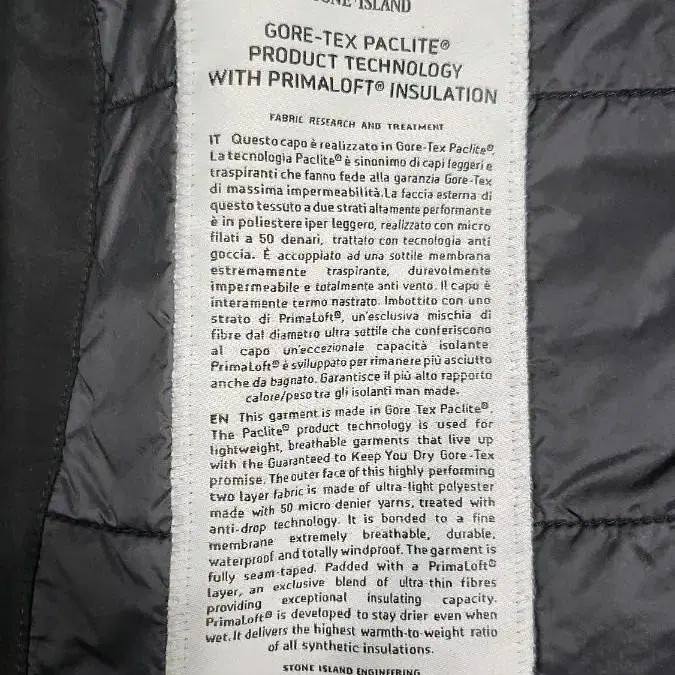 STONE ISLAND
GORE-TEX PACLITE®
PRODUCT TECHNOLOGY
WITH PRIMALOFT® INSULATION
FABRIC RESEARCH AND TREATMENT
IT Questo capo è realizzato in Gore-Tex Paclite®
La tecnologia Paclite® è sinonimo di capi leggeri e
traspiranti che fanno fede alla garanzia Gore-Tex
di massima impermeabilità. La faccia esterna di
questo tessuto a due strati altamente performante
è in poliestere iper leggero, realizzato con micro
filati a 50 denari, trattato con tecnologia anti
goccia. É accoppiato ad una sottile membrana
estremamente traspirante, durevolmente
impermeabile e totalmente anti vento. Il capo è
interamente termo nastrato. Imbottito con uno
strato di PrimaLoft®, un'esclusiva mischia di
fibre dal diametro ultra sottile che conferiscono
al capo un'eccezionale capacità isolante.
PrimaLoft® è sviluppato per rimanere più asciutto
anche da bagnato. Garantisce il più alto rapporto
calore/peso tra gli isolanti man made.
EN This garment is made in Gore-Tex Paclite®.
The Paclite® product technology is used for
lightweight, breathable garments that live up
with the Guaranteed to Keep You Dry Gore-Tex
promise. The outer face of this highly performing
two layer fabric is made of ultra-light polyester
made with 50 micro denier yarns, treated with
anti-drop technology. It is bonded to a fine
membrane extremely breathable, durable,
waterproof and totally windproof. The garment is
fully seam-taped. Padded with a PrimaLoft®
layer, an exclusive blend of ultra-thin fibres
providing exceptional insulating capacity.
PrimaLoft® is developed to stay drier even when
wet. It delivers the highest warmth-to-weight ratio
of all synthetic insulations.
STONE ISLAND ENGINEERING